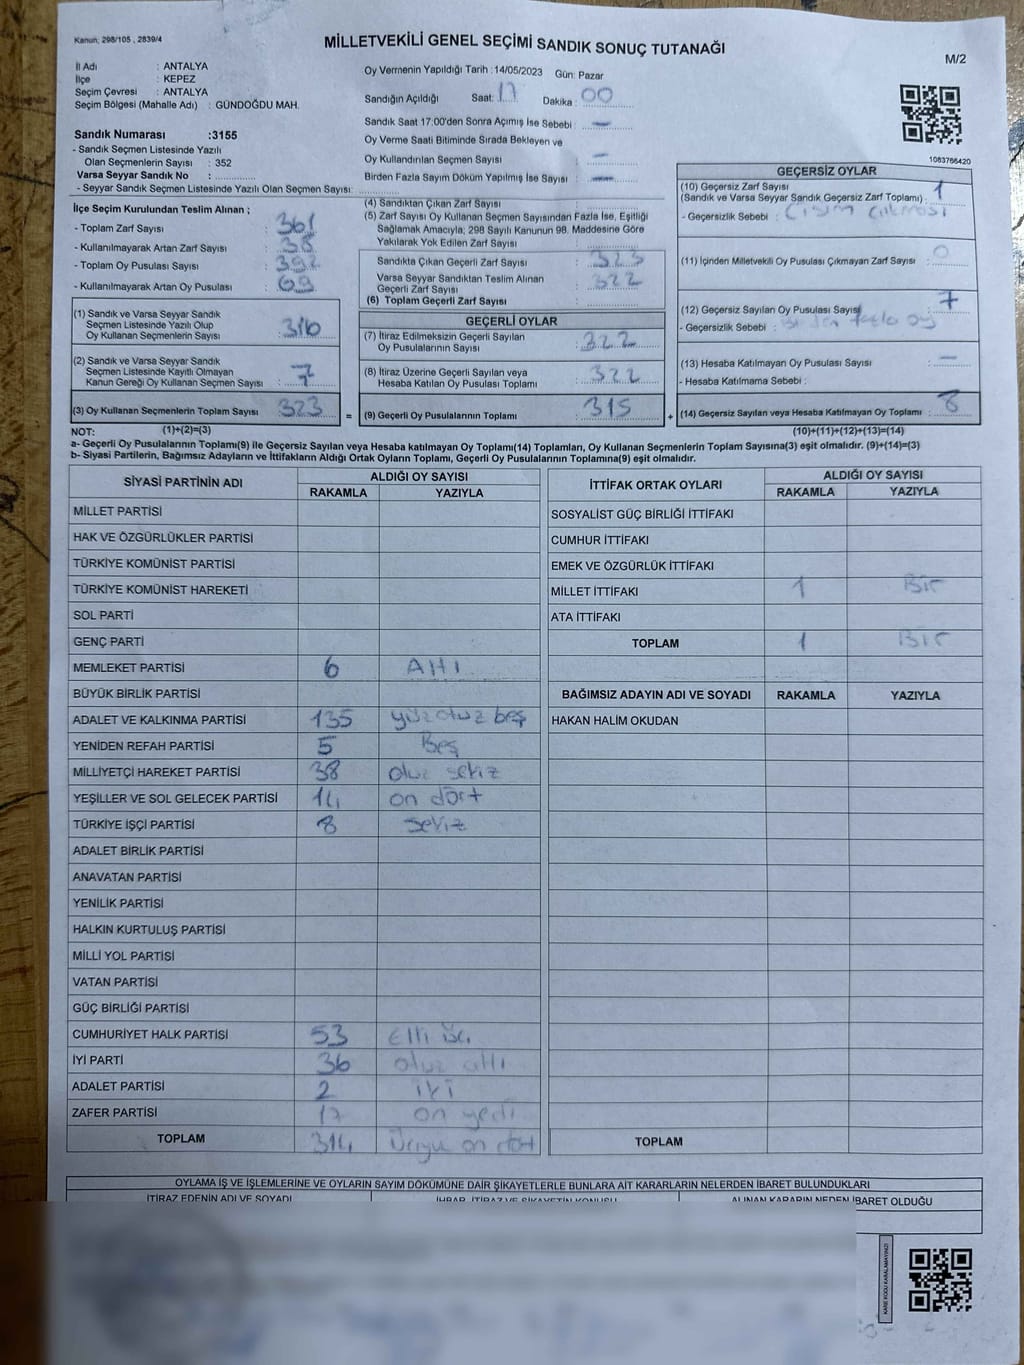 Kanun; 298/105 , 2839/4
MİLLETVEKİLİ GENEL SEÇİMİ SANDIK SONUÇ TUTANAĞI
M/2
İl Adı : ANTALYA
İlçe : KEPEZ
Seçim Çevresi : ANTALYA
Seçim Bölgesi (Mahalle Adı) : GÜNDOĞDU MAH.
Sandık Numarası :3155
- Sandık Seçmen Listesinde Yazılı
Olan Seçmenlerin Sayısı : 352
Varsa Seyyar Sandık No :
- Seyyar Sandık Seçmen Listesinde Yazılı Olan Seçmen Sayısı:
Oy Vermenin Yapıldığı Tarih :14/05/2023 Gün: Pazar
Sandığın Açıldığı Saat: 17 Dakika : 00
Sandık Saat 17:00'den Sonra Açımış İse Sebebi : —
Oy Verme Saati Bitiminde Sırada Bekleyen ve
Oy Kullandırılan Seçmen Sayısı : —
Birden Fazla Sayım Döküm Yapılmış İse Sayısı : —
1083766420
İlçe Seçim Kurulundan Teslim Alınan ;
- Toplam Zarf Sayısı : 361
- Kullanılmayarak Artan Zarf Sayısı : 38
- Toplam Oy Pusulası Sayısı : 392
- Kullanılmayarak Artan Oy Pusulası : 69
(1) Sandık ve Varsa Seyyar Sandık
Seçmen Listesinde Yazılı Olup
Oy Kullanan Seçmenlerin Sayısı : 316
(2) Sandık ve Varsa Seyyar Sandık
Seçmen Listesinde Kayıtlı Olmayan
Kanun Gereği Oy Kullanan Seçmen Sayısı : 7
(3) Oy Kullanan Seçmenlerin Toplam Sayısı : 323
(4) Sandıktan Çıkan Zarf Sayısı :
(5) Zarf Sayısı Oy Kullanan Seçmen Sayısından Fazla İse, Eşitliği
Sağlamak Amacıyla; 298 Sayılı Kanunun 98. Maddesine Göre
Yakılarak Yok Edilen Zarf Sayısı :
Sandıkta Çıkan Geçerli Zarf Sayısı : 323
Varsa Seyyar Sandıktan Teslim Alınan
Geçerli Zarf Sayısı : 322
(6) Toplam Geçerli Zarf Sayısı :
GEÇERLİ OYLAR
(7) İtiraz Edilmeksizin Geçerli Sayılan
Oy Pusulalarının Sayısı : 322
(8) İtiraz Üzerine Geçerli Sayılan veya
Hesaba Katılan Oy Pusulası Toplamı : 322
= (9) Geçerli Oy Pusulalarının Toplamı : 315 +
GEÇERSİZ OYLAR
(10) Geçersiz Zarf Sayısı
(Sandık ve Varsa Seyyar Sandık Geçersiz Zarf Toplamı) : 1
- Geçersizlik Sebebi :
(11) İçinden Milletvekili Oy Pusulası Çıkmayan Zarf Sayısı : 0
(12) Geçersiz Sayılan Oy Pusulası Sayısı : 7
- Geçersizlik Sebebi : Birden fazla oy
(13) Hesaba Katılmayan Oy Pusulası Sayısı : —
- Hesaba Katılmama Sebebi :
(14) Geçersiz Sayılan veya Hesaba Katılmayan Oy Toplamı : 8
NOT: (1)+(2)=(3)
(10)+(11)+(12)+(13)=(14)
a- Geçerli Oy Pusulalarının Toplamı(9) ile Geçersiz Sayılan veya Hesaba katılmayan Oy Toplamı(14) Toplamları, Oy Kullanan Seçmenlerin Toplam Sayısına(3) eşit olmalıdır. (9)+(14)=(3)
b- Siyasi Partilerin, Bağımsız Adayların ve İttifakların Aldığı Ortak Oyların Toplamı, Geçerli Oy Pusulalarının Toplamına(9) eşit olmalıdır.
SİYASİ PARTİNİN ADI ALDIĞI OY SAYISI
RAKAMLA YAZIYLA
MİLLET PARTİSİ
HAK VE ÖZGÜRLÜKLER PARTİSİ
TÜRKİYE KOMÜNİST PARTİSİ
TÜRKİYE KOMÜNİST HAREKETİ
SOL PARTİ
GENÇ PARTİ
MEMLEKET PARTİSİ 6 Altı
BÜYÜK BİRLİK PARTİSİ
ADALET VE KALKINMA PARTİSİ 135 yüz otuz beş
YENİDEN REFAH PARTİSİ 5 Beş
MİLLİYETÇİ HAREKET PARTİSİ 38 otuz sekiz
YEŞİLLER VE SOL GELECEK PARTİSİ 14 on dört
TÜRKİYE İŞÇİ PARTİSİ 8 sekiz
ADALET BİRLİK PARTİSİ
ANAVATAN PARTİSİ
YENİLİK PARTİSİ
HALKIN KURTULUŞ PARTİSİ
MİLLİ YOL PARTİSİ
VATAN PARTİSİ
GÜÇ BİRLİĞİ PARTİSİ
CUMHURİYET HALK PARTİSİ 53 Elli üç
İYİ PARTİ 36 otuz altı
ADALET PARTİSİ 2 iki
ZAFER PARTİSİ 17 on yedi
TOPLAM 314 Üçyüz on dört
İTTİFAK ORTAK OYLARI ALDIĞI OY SAYISI
RAKAMLA YAZIYLA
SOSYALİST GÜÇ BİRLİĞİ İTTİFAKI
CUMHUR İTTİFAKI
EMEK VE ÖZGÜRLÜK İTTİFAKI
MİLLET İTTİFAKI 1 Bir
ATA İTTİFAKI
TOPLAM 1 Bir
BAĞIMSIZ ADAYIN ADI VE SOYADI RAKAMLA YAZIYLA
HAKAN HALİM OKUDAN
TOPLAM
OYLAMA İŞ VE İŞLEMLERİNE VE OYLARIN SAYIM DÖKÜMÜNE DAİR ŞİKAYETLERLE BUNLARA AİT KARARLARIN NELERDEN İBARET BULUNDUKLARI
İTİRAZ EDENİN ADI VE SOYADI İHBAR, İTİRAZ VE ŞİKAYETİN KONUSU ALINAN KARARIN NEDEN İBARET OLDUĞU
KARE KODU KARALAMAYINIZ!